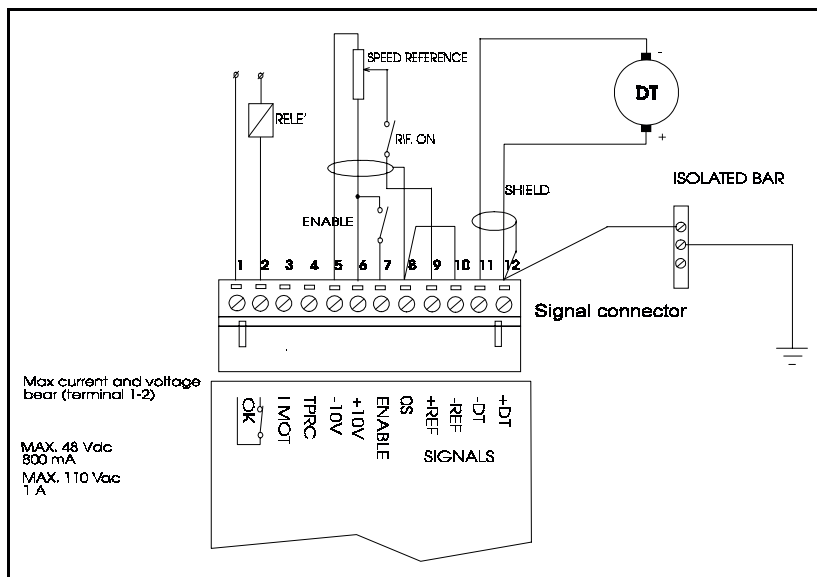 SPEED REFERENCE
-
DT
+
RELE'
RIF. ON
ISOLATED BAR
SHIELD
ENABLE
1 2 3 4 5 6 7 8 9 10 11 12
Signal connector
Max current and voltage
bear (terminal 1-2)
MAX. 48 Vdc
800 mA
MAX. 110 Vac
1 A
OK
I MOT
TPRC
-10V
+10V
ENABLE
0S
+REF
-REF
-DT
+DT
SIGNALS